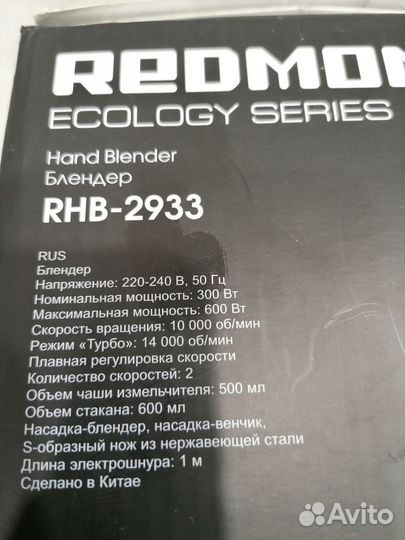 REDMON
ECOLOGY SERIES
Hand Blender
Блендер
RHB-2933
RUS
Блендер
Напряжение: 220-240 В, 50 Гц
Номинальная мощность: 300 Вт
Максимальная мощность: 600 Вт
Скорость вращения: 10 000 об/мин
Режим «Турбо»: 14 000 об/мин
Плавная регулировка скорости
Количество скоростей: 2
Объем чаши измельчителя: 500 мл
Объем стакана: 600 мл
Насадка-блендер, насадка-венчик,
S-образный нож из нержавеющей стали
Длина электрошнура: 1 м
Сделано в Китае
Avito